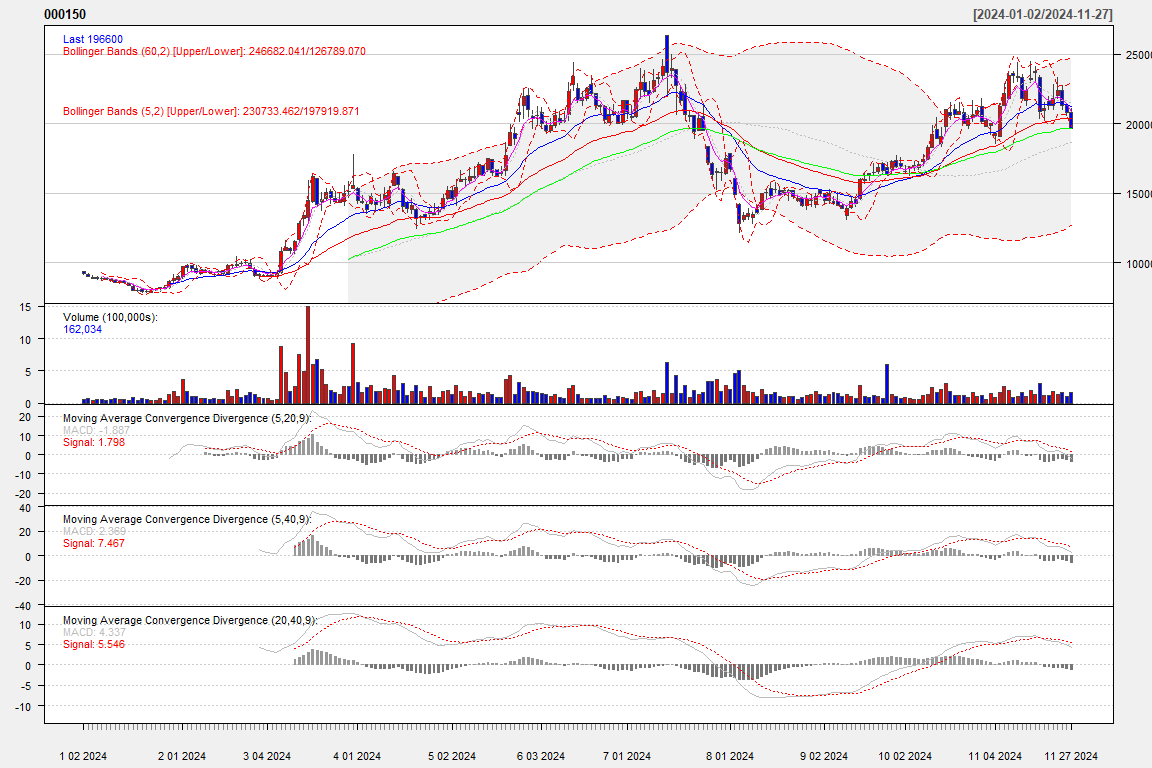 000150 [2024-01-02/2024-11-27]
Last 196600
Bollinger Bands (60,2) [Upper/Lower]: 246682.041/126789.070
Bollinger Bands (5,2) [Upper/Lower]: 230733.462/197919.871
25000
20000
15000
10000
Volume (100,000s):
162,034
15
10
5
0
Moving Average Convergence Divergence (5,20,9):
MACD: -1.887
Signal: 1.798
20
10
0
-10
-20
Moving Average Convergence Divergence (5,40,9):
MACD: 2.369
Signal: 7.467
40
20
0
-20
-40
Moving Average Convergence Divergence (20,40,9):
MACD: 4.337
Signal: 5.546
10
5
0
-5
-10
1 02 2024 2 01 2024 3 04 2024 4 01 2024 5 02 2024 6 03 2024 7 01 2024 8 01 2024 9 02 2024 10 02 2024 11 04 2024 11 27 2024